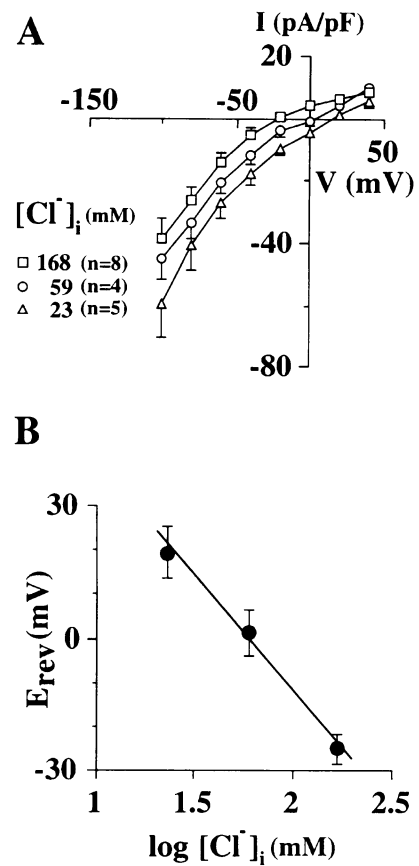 A
I (pA/pF)
20
-150
-50
50
V (mV)
[Cl⁻]i (mM)
□ 168 (n=8)
○ 59 (n=4)
△ 23 (n=5)
-40
-80
B
30
0
-30
Erev (mV)
1
1.5
2
2.5
log [Cl⁻]i (mM)